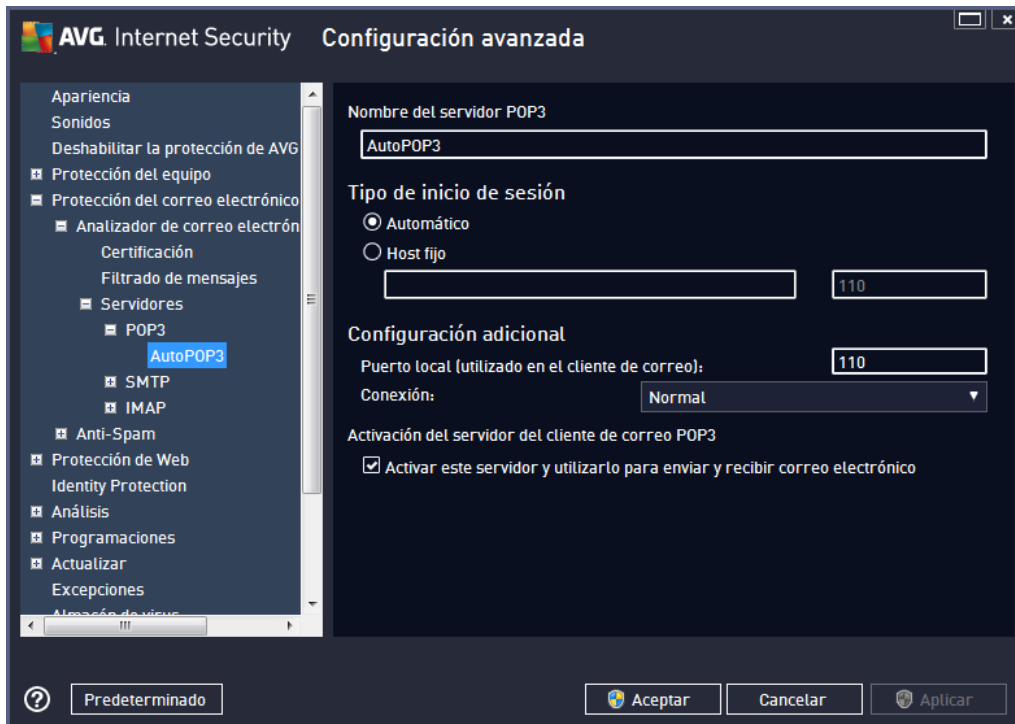 AVG. Internet Security Configuración avanzada
Apariencia
Sonidos
Deshabilitar la protección de AVG
Protección del equipo
Protección del correo electrónico
Analizador de correo electrón
Certificación
Filtrado de mensajes
Servidores
POP3
AutoPOP3
SMTP
IMAP
Anti-Spam
Protección de Web
Identity Protection
Análisis
Programaciones
Actualizar
Excepciones
Almacén de virus
Nombre del servidor POP3
AutoPOP3
Tipo de inicio de sesión
Automático
Host fijo
110
Configuración adicional
Puerto local (utilizado en el cliente de correo): 110
Conexión: Normal
Activación del servidor del cliente de correo POP3
Activar este servidor y utilizarlo para enviar y recibir correo electrónico
? Predeterminado Aceptar Cancelar Aplicar